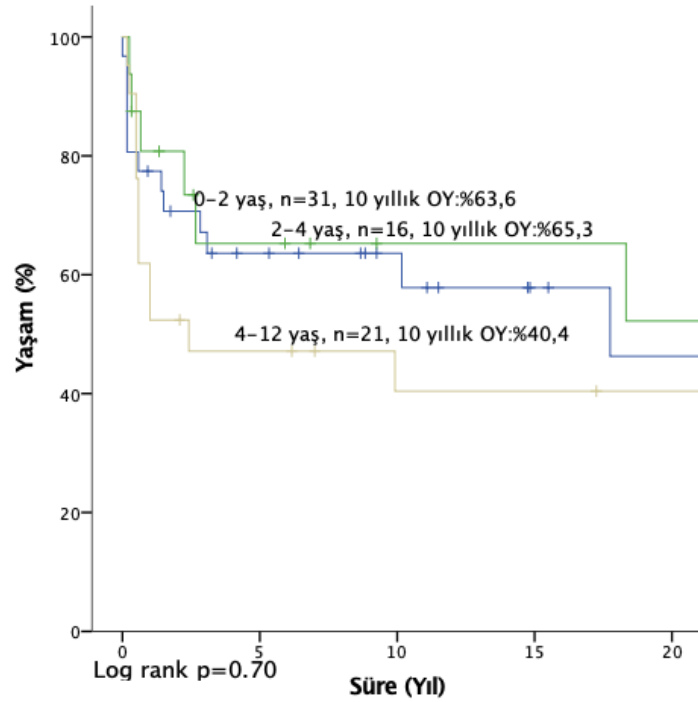 100
80
0-2 yaş, n=31, 10 yıllık OY:%63,6
2-4 yaş, n=16, 10 yıllık OY:%65,3
60
4-12 yaş, n=21, 10 yıllık OY:%40,4
Yaşam (%)
40
20
0
0 5 10 15 20
Log rank p=0.70
Süre (Yıl)